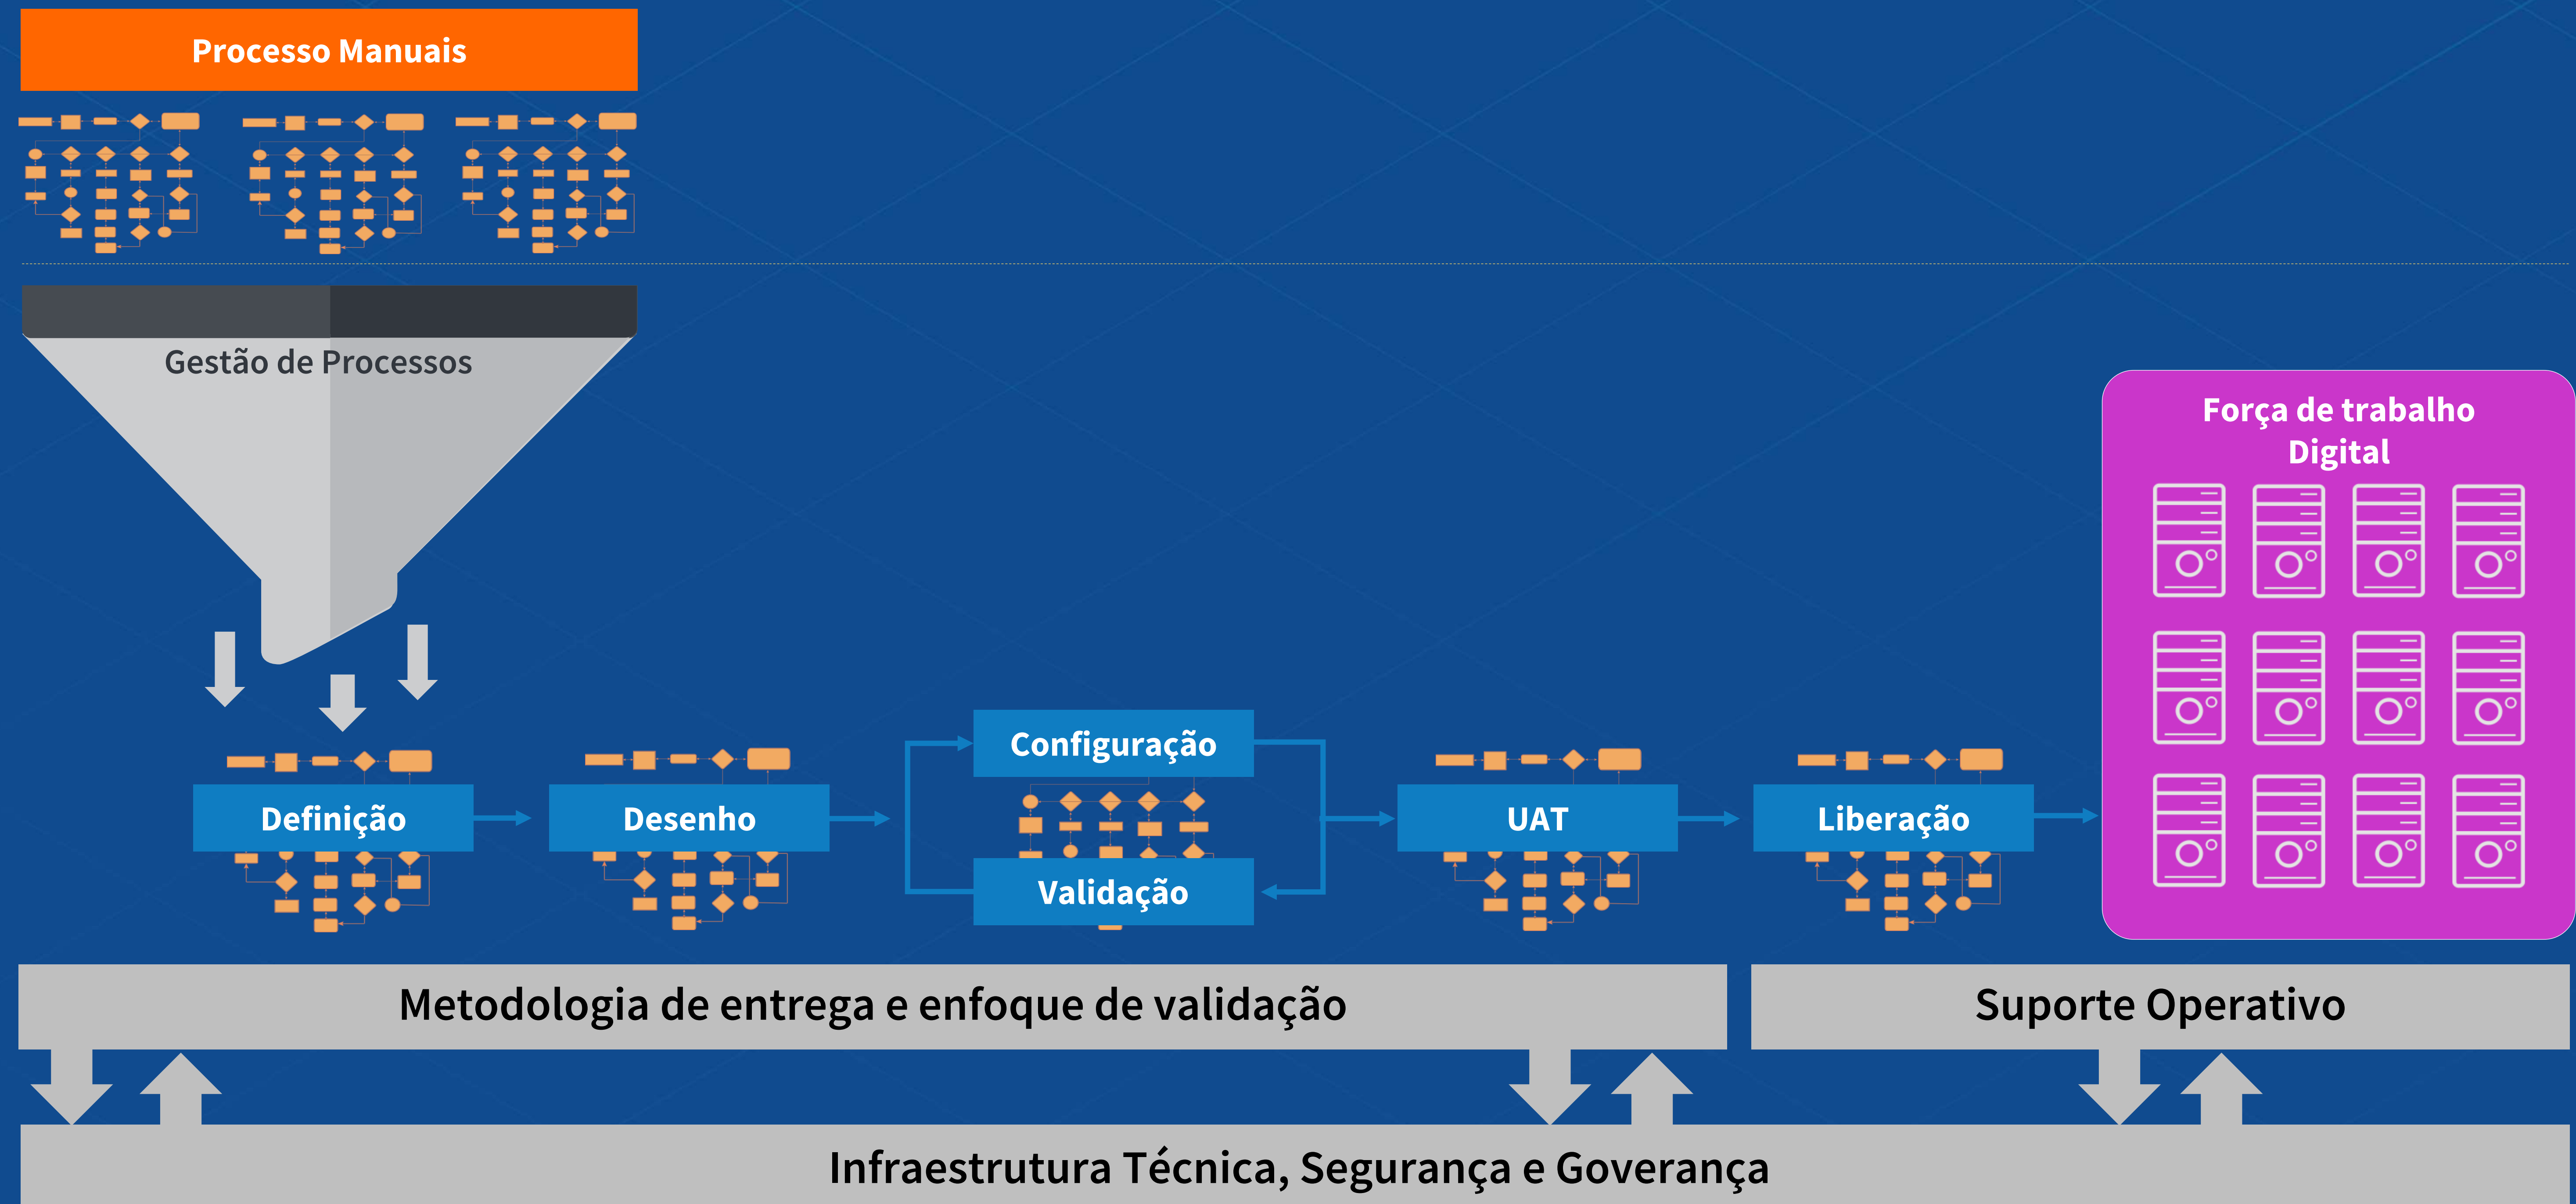 Processo Manuais
Gestão de Processos
Força de trabalho
Digital
Configuração
Definição
Desenho
UAT
Liberação
Validação
Metodologia de entrega e enfoque de validação
Suporte Operativo
Infraestrutura Técnica, Segurança e Goverança